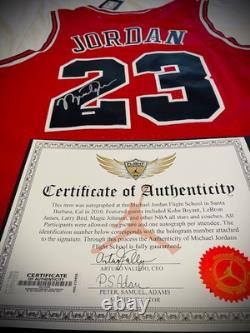 JORDAN
23
Certificate of Authenticity
This autographed item was obtained at the Michael Jordan Flight School in Santa
Barbara, Cal in 2010. Featured guests included Kobe Bryant, LeBron
James, Larry Bird, Magic Johnson, and other NBA all stars and coaches. All
Participants were allowed one autograph per attendee. The
identification number below corresponds with the hologram number attached
to the signature. Through this process the Authenticity of Michael Jordans
Flight School is fully guaranteed.
ARTURO VALLEJO, CEO
PETER MANUEL ADAMS
CERTIFICATE OF AUTHENTICITY